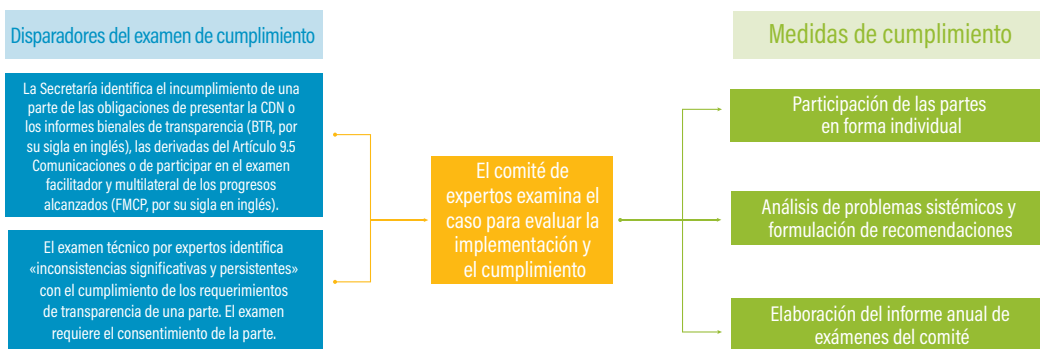 Disparadores del examen de cumplimiento
La Secretaría identifica el incumplimiento de una
parte de las obligaciones de presentar la CDN o
los informes bienales de transparencia (BTR, por
su sigla en inglés), las derivadas del Artículo 9.5
Comunicaciones o de participar en el examen
facilitador y multilateral de los progresos
alcanzados (FMCP, por su sigla en inglés).
El examen técnico por expertos identifica
«inconsistencias significativas y persistentes»
con el cumplimiento de los requerimientos
de transparencia de una parte. El examen
requiere el consentimiento de la parte.
El comité de
expertos examina el
caso para evaluar la
implementación y
el cumplimiento
Medidas de cumplimiento
Participación de las partes
en forma individual
Análisis de problemas sistémicos y
formulación de recomendaciones
Elaboración del informe anual de
exámenes del comité